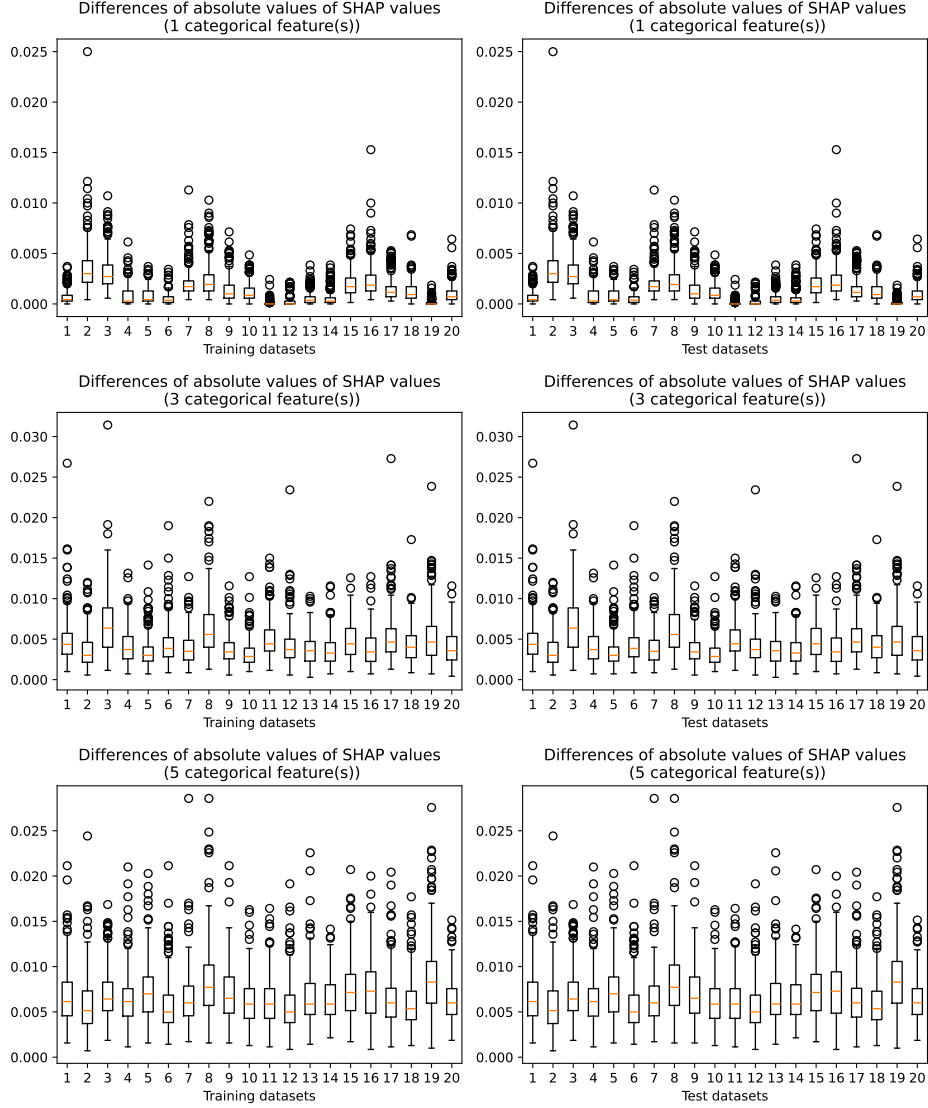 Differences of absolute values of SHAP values
(1 categorical feature(s))
0.025
0.020
0.015
0.010
0.005
0.000
1 2 3 4 5 6 7 8 9 10 11 12 13 14 15 16 17 18 19 20
Training datasets
Differences of absolute values of SHAP values
(1 categorical feature(s))
0.025
0.020
0.015
0.010
0.005
0.000
1 2 3 4 5 6 7 8 9 10 11 12 13 14 15 16 17 18 19 20
Test datasets
Differences of absolute values of SHAP values
(3 categorical feature(s))
0.030
0.025
0.020
0.015
0.010
0.005
0.000
1 2 3 4 5 6 7 8 9 10 11 12 13 14 15 16 17 18 19 20
Training datasets
Differences of absolute values of SHAP values
(3 categorical feature(s))
0.030
0.025
0.020
0.015
0.010
0.005
0.000
1 2 3 4 5 6 7 8 9 10 11 12 13 14 15 16 17 18 19 20
Test datasets
Differences of absolute values of SHAP values
(5 categorical feature(s))
0.025
0.020
0.015
0.010
0.005
0.000
1 2 3 4 5 6 7 8 9 10 11 12 13 14 15 16 17 18 19 20
Training datasets
Differences of absolute values of SHAP values
(5 categorical feature(s))
0.025
0.020
0.015
0.010
0.005
0.000
1 2 3 4 5 6 7 8 9 10 11 12 13 14 15 16 17 18 19 20
Test datasets